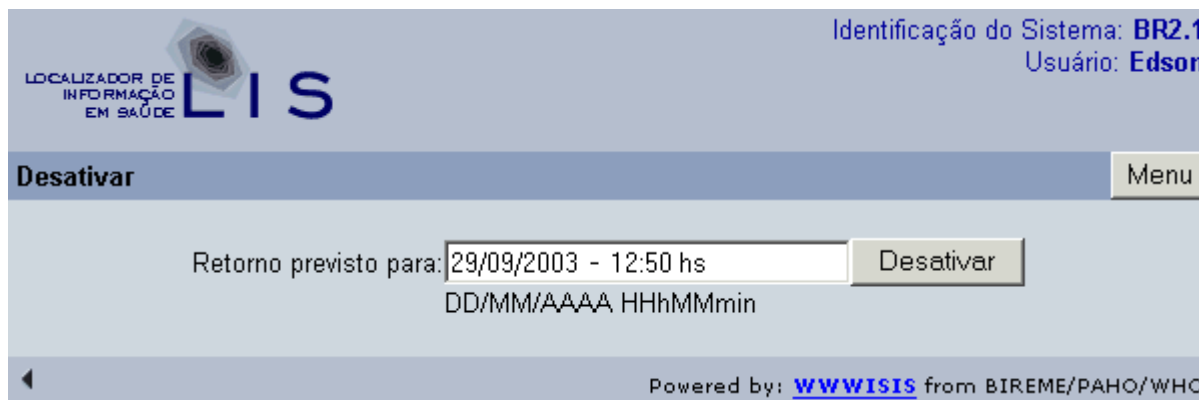 Identificação do Sistema: BR2.1
Usuário: Edson
LOCALIZADOR DE
INFORMAÇÃO
EM SAÚDE
LIS
Desativar
Menu
Retorno previsto para: 29/09/2003 - 12:50 hs Desativar
DD/MM/AAAA HHhMMmin
Powered by: WWWISIS from BIREME/PAHO/WHO